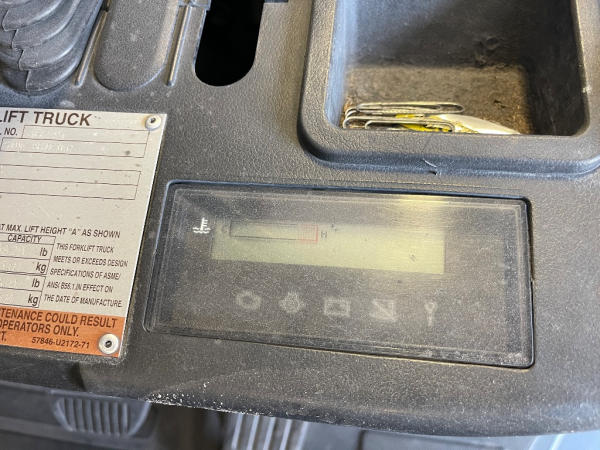 LIFT TRUCK
L NO.
AT MAX. LIFT HEIGHT "A" AS SHOWN
CAPACITY
lb
THIS FORKLIFT TRUCK
MEETS OR EXCEEDS DESIGN
kg
SPECIFICATIONS OF ASME/
lb
ANSI B56.1 IN EFFECT ON
kg
THE DATE OF MANUFACTURE.
TENANCE COULD RESULT
OPERATORS ONLY.
T.
57846-U2172-71
C
H